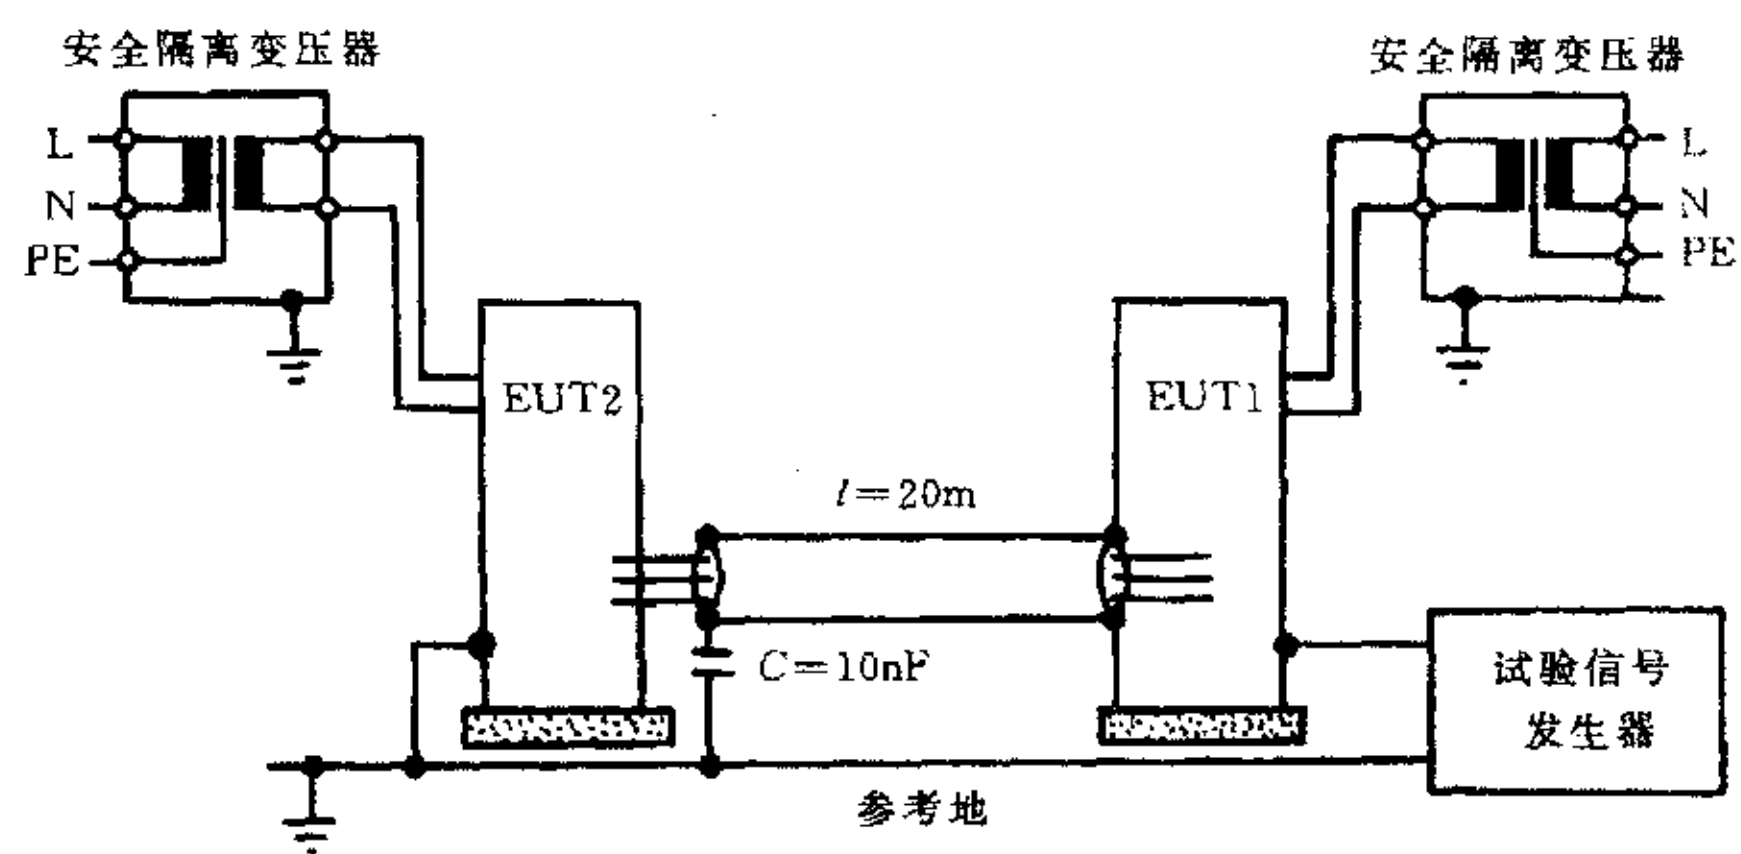 安全隔离变压器
安全隔离变压器
L
N
PE
L
N
PE
EUT2
EUT1
l=20m
C=10nF
试验信号
发生器
参考地